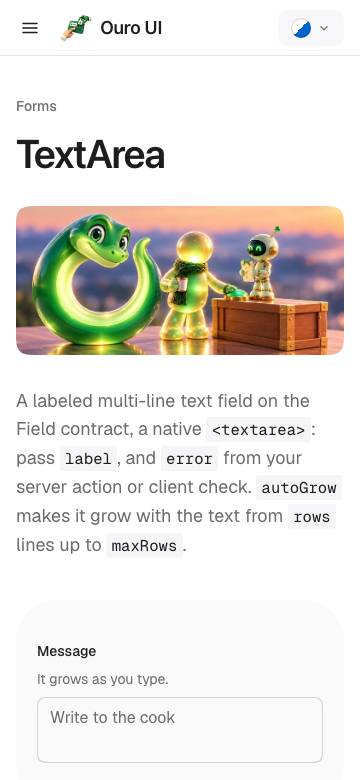 Ouro UI
Forms
TextArea
A labeled multi-line text field on the
Field contract, a native <textarea>:
pass label, and error from your
server action or client check. autoGrow
makes it grow with the text from rows
lines up to maxRows.
Message
It grows as you type.
Write to the cook